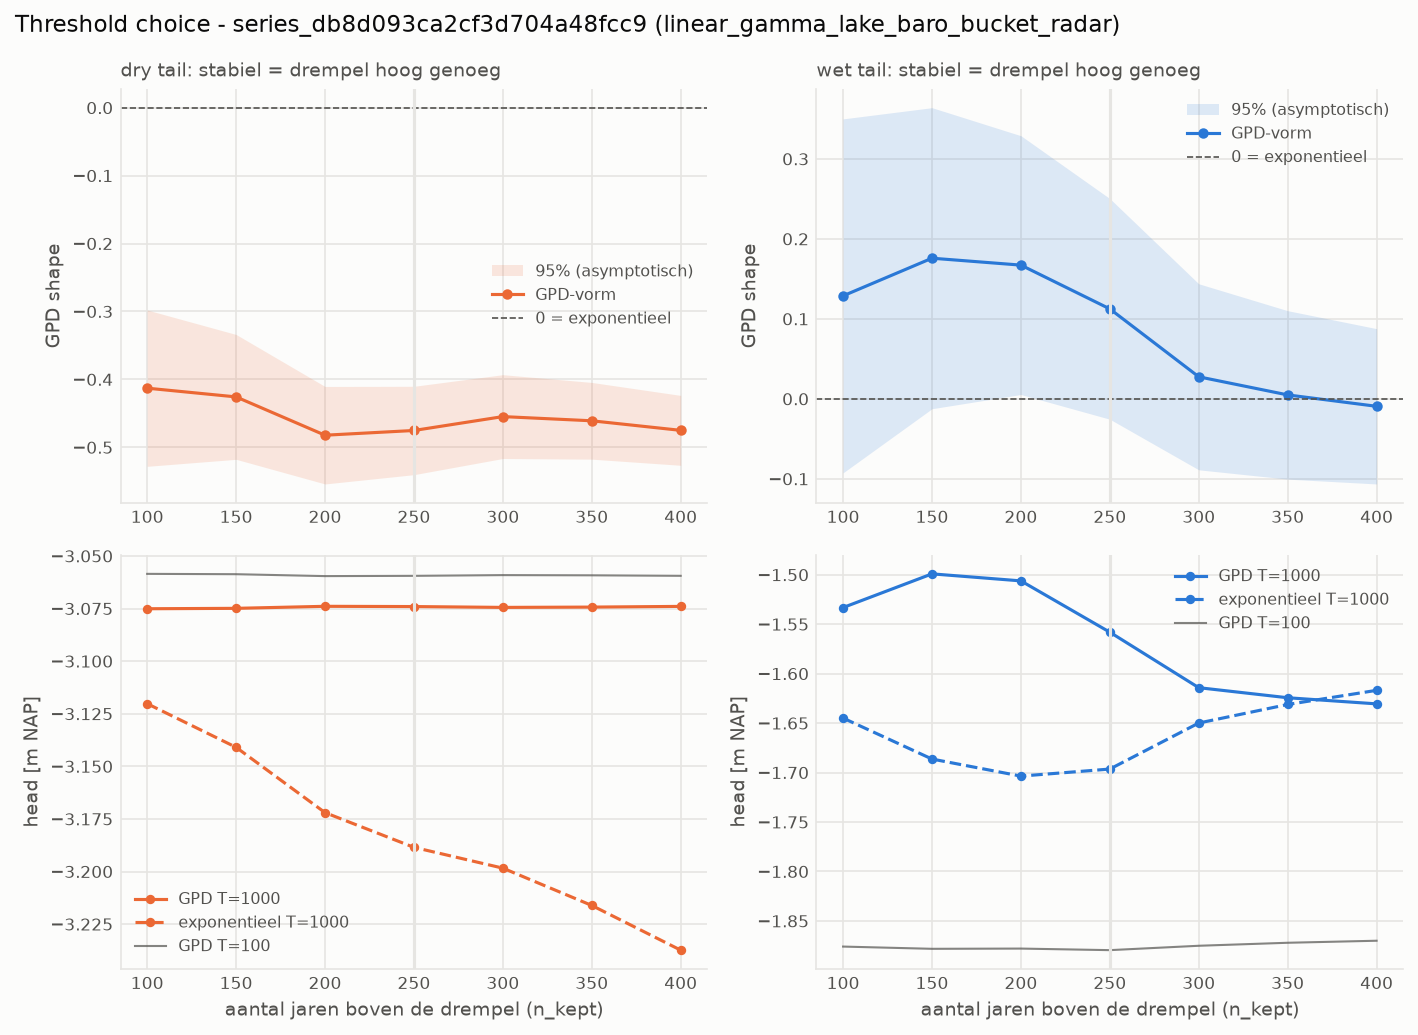 Threshold choice - series_db8d093ca2cf3d704a48fcc9 (linear_gamma_lake_baro_bucket_radar)
dry tail: stabiel = drempel hoog genoeg
GPD shape
0.0
−0.1
−0.2
−0.3
−0.4
−0.5
95% (asymptotisch)
GPD-vorm
0 = exponentieel
100 150 200 250 300 350 400
wet tail: stabiel = drempel hoog genoeg
GPD shape
0.3
0.2
0.1
0.0
−0.1
95% (asymptotisch)
GPD-vorm
0 = exponentieel
100 150 200 250 300 350 400
head [m NAP]
−3.050
−3.075
−3.100
−3.125
−3.150
−3.175
−3.200
−3.225
GPD T=1000
exponentieel T=1000
GPD T=100
100 150 200 250 300 350 400
aantal jaren boven de drempel (n_kept)
head [m NAP]
−1.50
−1.55
−1.60
−1.65
−1.70
−1.75
−1.80
−1.85
GPD T=1000
exponentieel T=1000
GPD T=100
100 150 200 250 300 350 400
aantal jaren boven de drempel (n_kept)